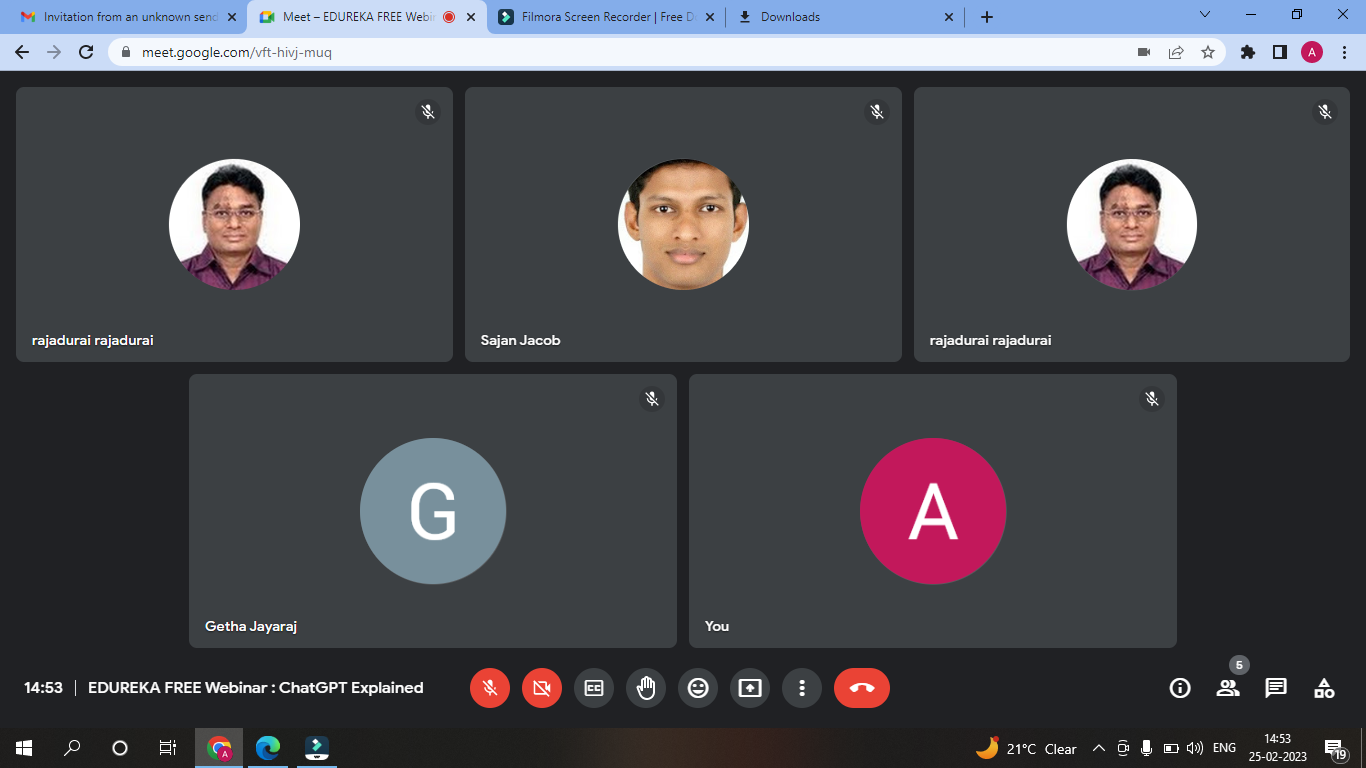 Invitation from an unknown send
Meet – EDUREKA FREE Webin
Filmora Screen Recorder | Free D
Downloads
meet.google.com/vft-hivj-muq
A
rajadurai rajadurai
Sajan Jacob
rajadurai rajadurai
G
Getha Jayaraj
A
You
14:53 | EDUREKA FREE Webinar : ChatGPT Explained
CC
5
A
21°C Clear
ENG
14:53
25-02-2023
19